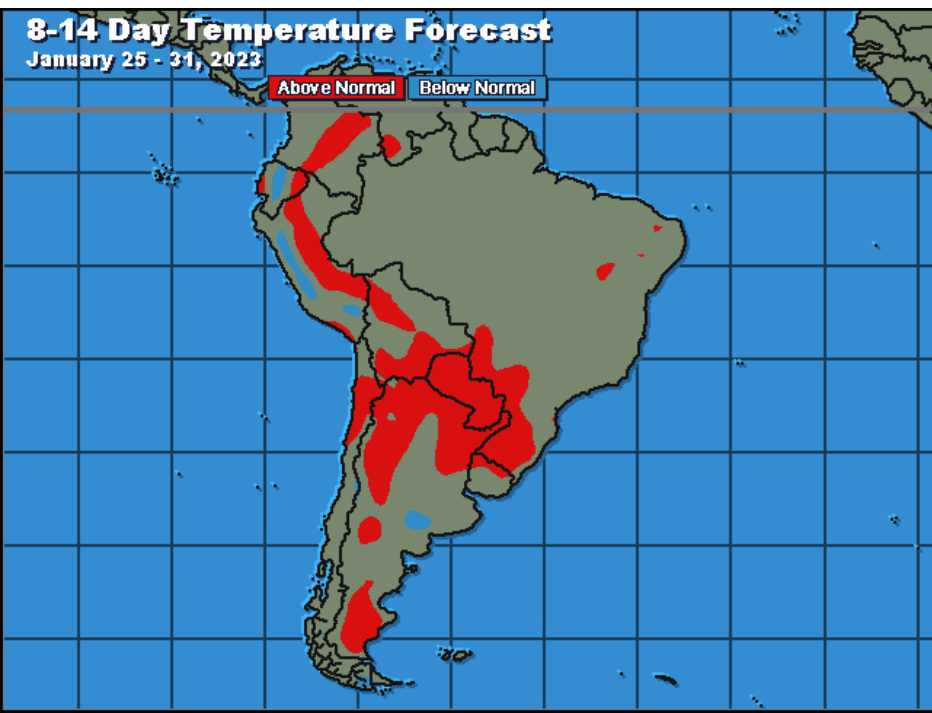 8-14 Day Temperature Forecast
January 25 - 31, 2023
Above Normal Below Normal